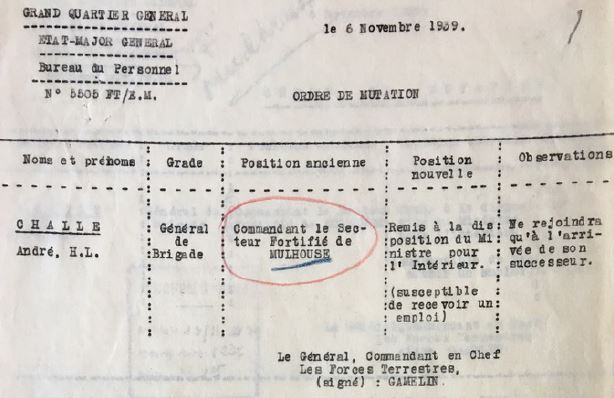 GRAND QUARTIER GENERAL
ETAT-MAJOR GENERAL
Bureau du Personnel
N° 5505 FT/E.M.
le 6 Novembre 1939.
ORDRE DE MUTATION
Noms et prénoms : Grade : Position ancienne : Position nouvelle : Observations
CHALLE
André, H.L.
Général
de
Brigade
Commandant le Sec-
teur Fortifié de
MULHOUSE
Remis à la dis
position du Mi
nistre pour
l'Intérieur.
(susceptible
de recevoir un
emploi)
Ne rejoindra
qu'à l'arri-
vée de son
successeur.
Le Général, Commandant en Chef
Les Forces Terrestres,
(signé) : GAMELIN.